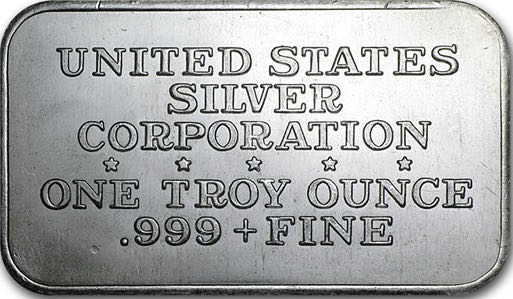 UNITED STATES
SILVER
CORPORATION
☆ ☆ ☆ ☆ ☆
ONE TROY OUNCE
.999+FINE